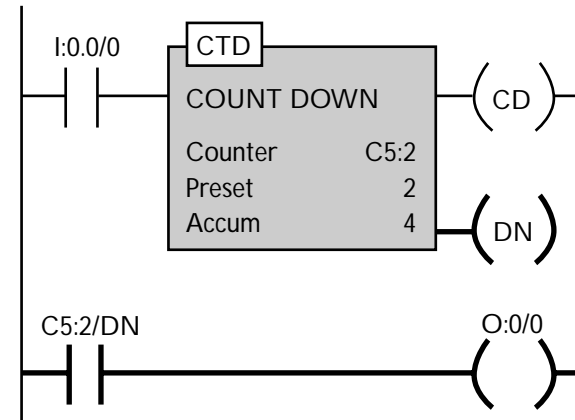 I:0.0/0
CTD
COUNT DOWN
CD
Counter C5:2
Preset 2
Accum 4
DN
C5:2/DN
O:0/0